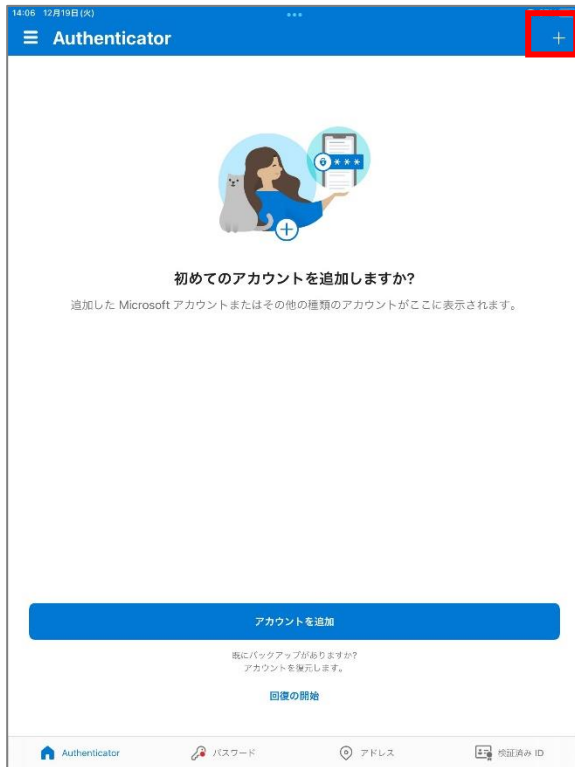 14:06 12月19日(火)
Authenticator
初めてのアカウントを追加しますか?
追加した Microsoft アカウントまたはその他の種類のアカウントがここに表示されます。
アカウントを追加
既にバックアップがありますか?
アカウントを復元します。
回復の開始
Authenticator パスワード アドレス 検証済み ID